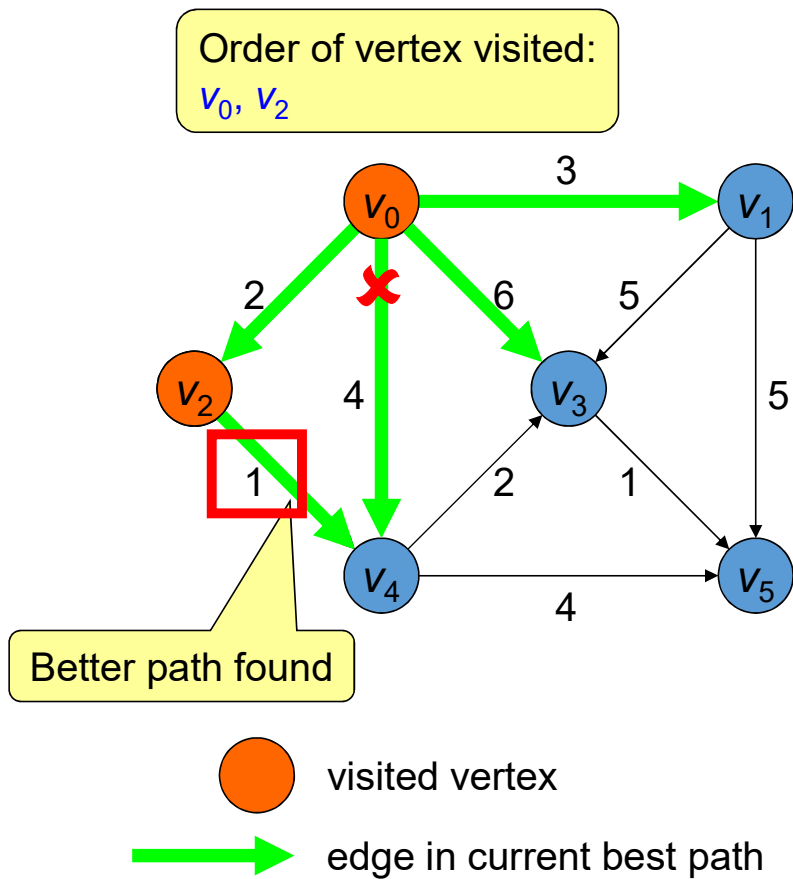 Order of vertex visited:
v0, v2
3
v0
v1
2
6
5
v2
4
v3
5
1
2
1
v4
v5
4
Better path found
visited vertex
edge in current best path